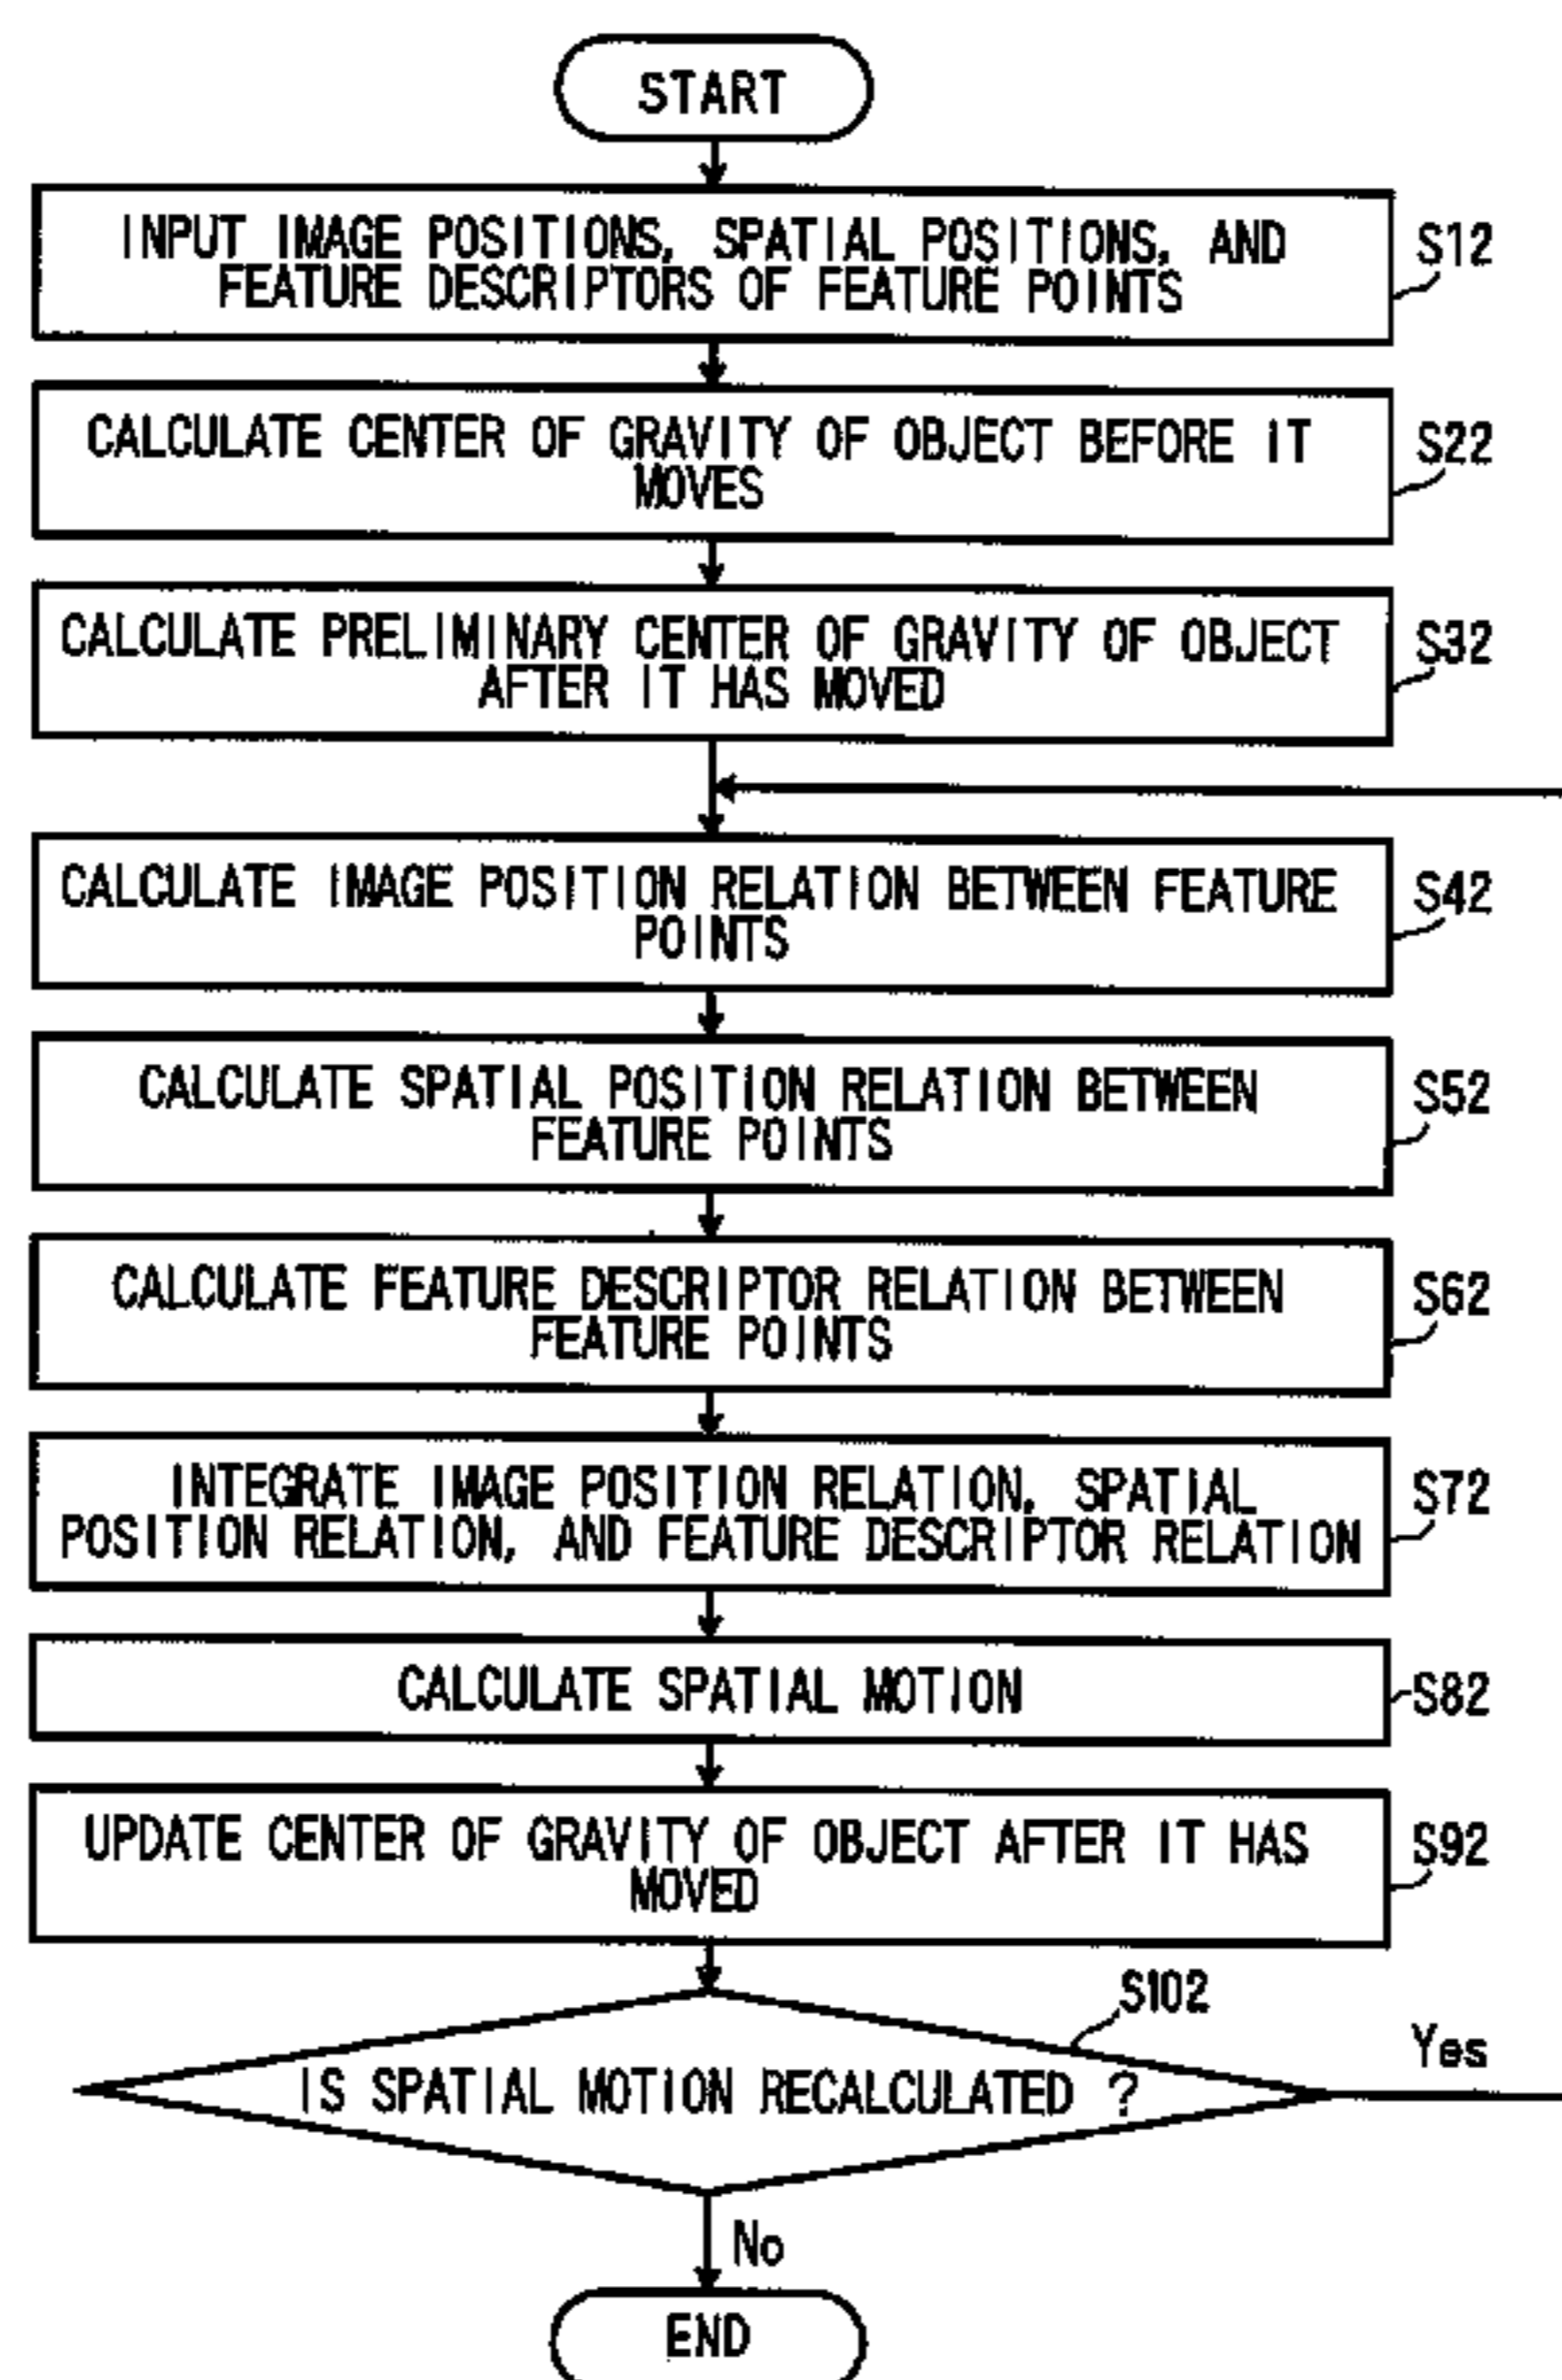 START
INPUT IMAGE POSITIONS, SPATIAL POSITIONS, AND
FEATURE DESCRIPTORS OF FEATURE POINTS
S12
CALCULATE CENTER OF GRAVITY OF OBJECT BEFORE IT
MOVES
S22
CALCULATE PRELIMINARY CENTER OF GRAVITY OF OBJECT
AFTER IT HAS MOVED
S32
CALCULATE IMAGE POSITION RELATION BETWEEN FEATURE
POINTS
S42
CALCULATE SPATIAL POSITION RELATION BETWEEN
FEATURE POINTS
S52
CALCULATE FEATURE DESCRIPTOR RELATION BETWEEN
FEATURE POINTS
S62
INTEGRATE IMAGE POSITION RELATION, SPATIAL
POSITION RELATION, AND FEATURE DESCRIPTOR RELATION
S72
CALCULATE SPATIAL MOTION
S82
UPDATE CENTER OF GRAVITY OF OBJECT AFTER IT HAS
MOVED
S92
S102
IS SPATIAL MOTION RECALCULATED ?
Yes
No
END